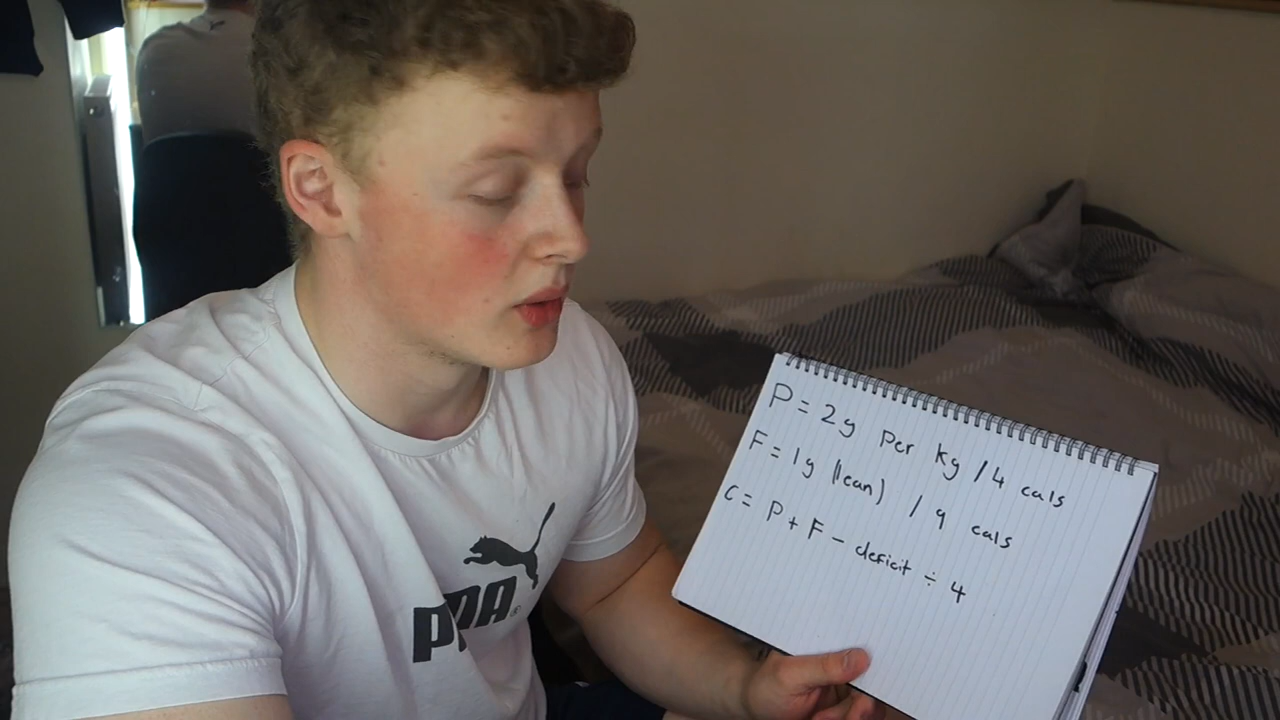 P = 2g per kg / 4 cals
F = 1g (lean) / 9 cals
C = P + F - deficit ÷ 4
PUMA